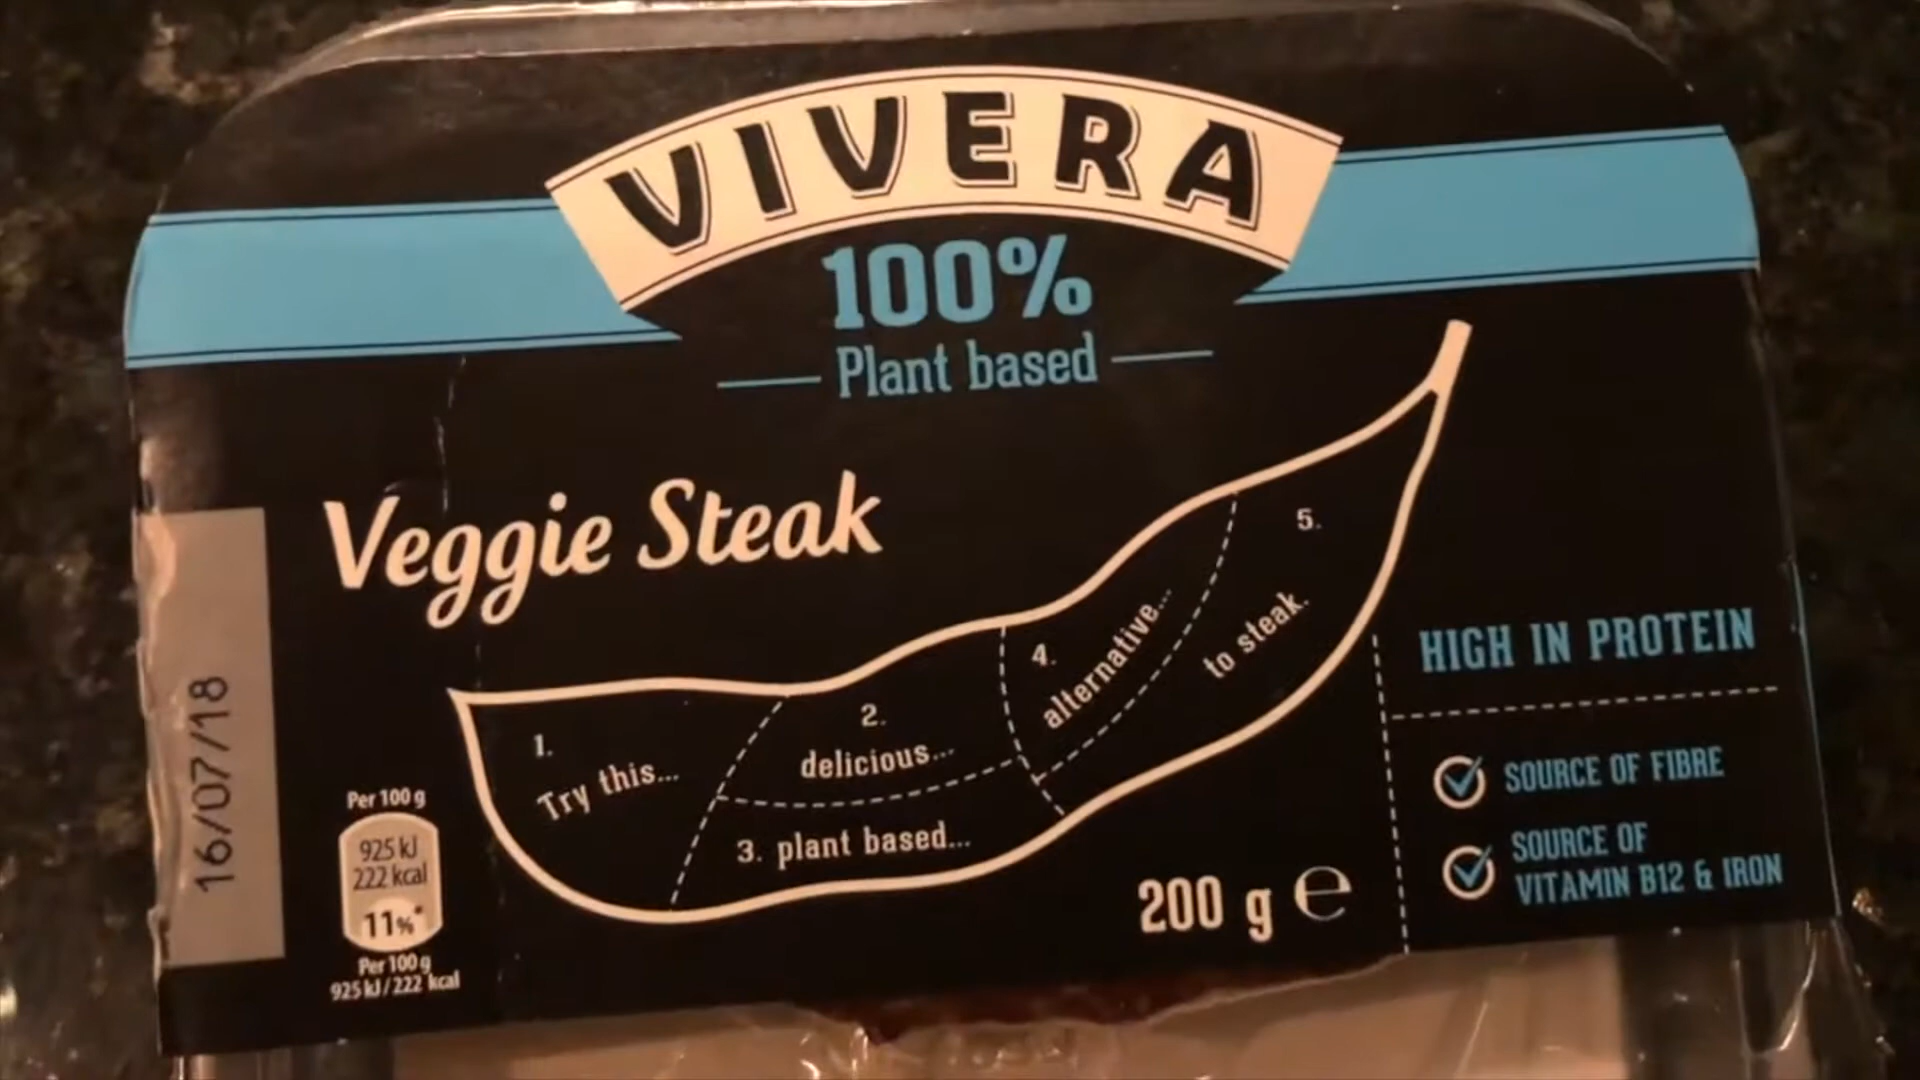 VIVERA
100%
Plant based
Veggie Steak
1.
Try this...
2.
delicious...
3. plant based...
4.
alternative...
5.
to steak.
HIGH IN PROTEIN
SOURCE OF FIBRE
SOURCE OF
VITAMIN B12 & IRON
200 g e
16/07/18
Per 100 g
925 kJ
222 kcal
11%*
Per 100 g
925 kJ / 222 kcal